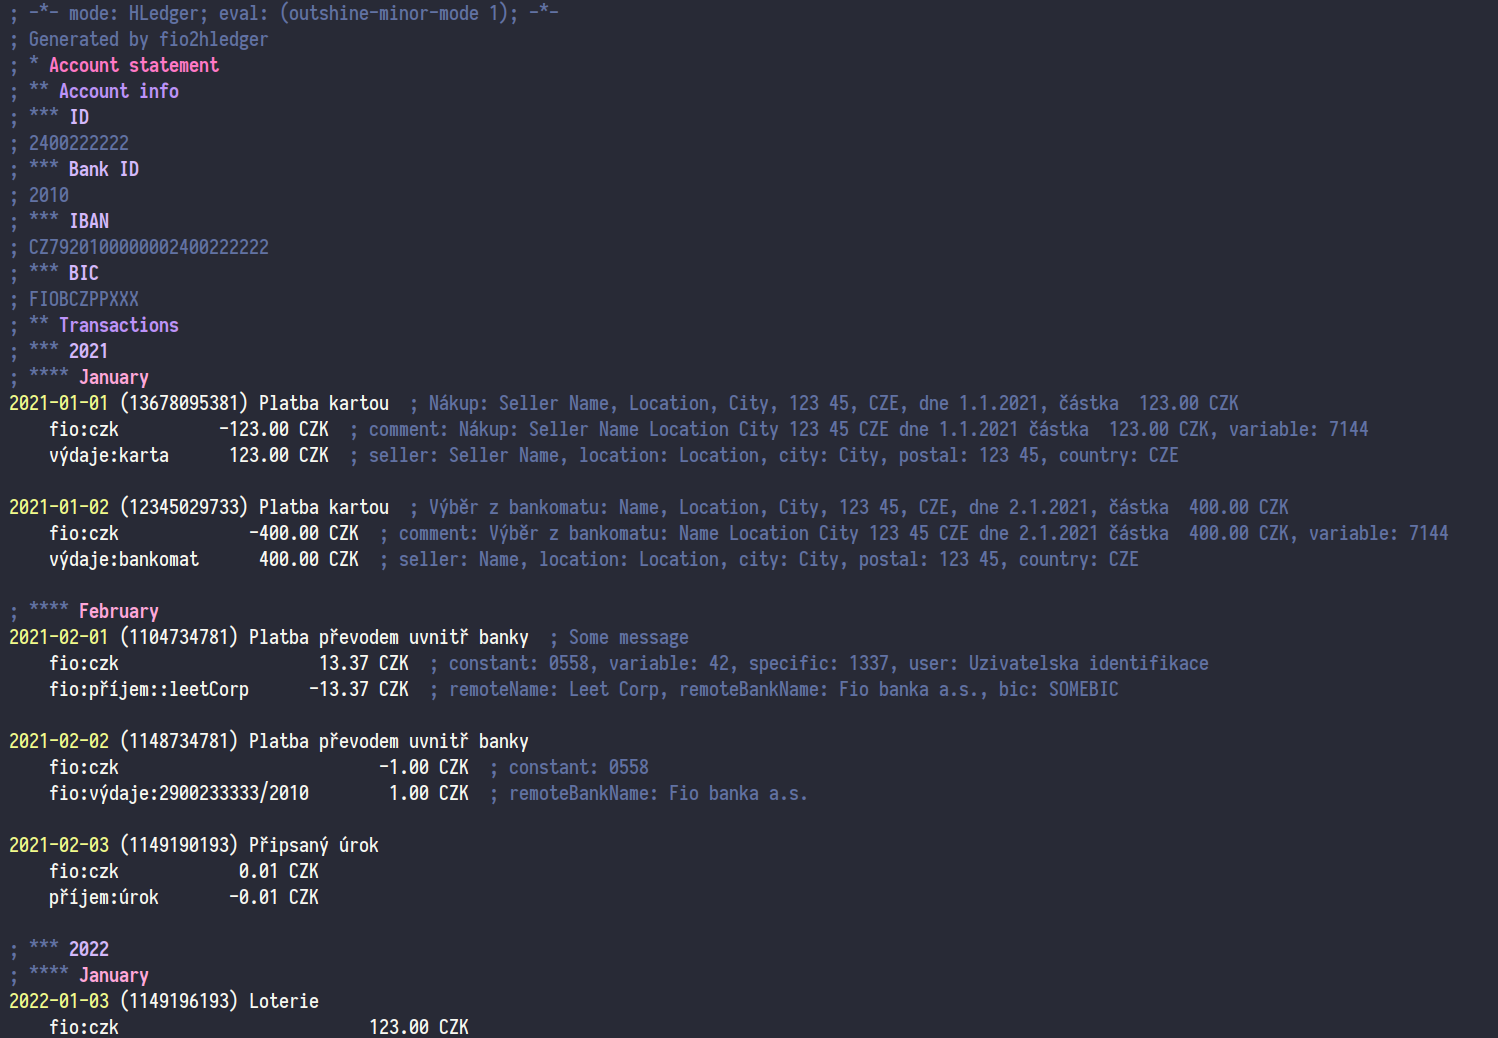 ; -*- mode: HLedger; eval: (outshine-minor-mode 1); -*-
; Generated by fio2hledger
; * Account statement
; ** Account info
; *** ID
; 2400222222
; *** Bank ID
; 2010
; *** IBAN
; CZ7920100000002400222222
; *** BIC
; FIOBCZPPXXX
; ** Transactions
; *** 2021
; **** January
2021-01-01 (13678095381) Platba kartou  ; Nákup: Seller Name, Location, City, 123 45, CZE, dne 1.1.2021, částka  123.00 CZK
    fio:czk          -123.00 CZK  ; comment: Nákup: Seller Name Location City 123 45 CZE dne 1.1.2021 částka  123.00 CZK, variable: 7144
    výdaje:karta      123.00 CZK  ; seller: Seller Name, location: Location, city: City, postal: 123 45, country: CZE
2021-01-02 (12345029733) Platba kartou  ; Výběr z bankomatu: Name, Location, City, 123 45, CZE, dne 2.1.2021, částka  400.00 CZK
    fio:czk             -400.00 CZK  ; comment: Výběr z bankomatu: Name Location City 123 45 CZE dne 2.1.2021 částka  400.00 CZK, variable: 7144
    výdaje:bankomat      400.00 CZK  ; seller: Name, location: Location, city: City, postal: 123 45, country: CZE
; **** February
2021-02-01 (1104734781) Platba převodem uvnitř banky  ; Some message
    fio:czk                    13.37 CZK  ; constant: 0558, variable: 42, specific: 1337, user: Uzivatelska identifikace
    fio:příjem::leetCorp      -13.37 CZK  ; remoteName: Leet Corp, remoteBankName: Fio banka a.s., bic: SOMEBIC
2021-02-02 (1148734781) Platba převodem uvnitř banky
    fio:czk                          -1.00 CZK  ; constant: 0558
    fio:výdaje:2900233333/2010        1.00 CZK  ; remoteBankName: Fio banka a.s.
2021-02-03 (1149190193) Připsaný úrok
    fio:czk            0.01 CZK
    příjem:úrok       -0.01 CZK
; *** 2022
; **** January
2022-01-03 (1149196193) Loterie
    fio:czk                         123.00 CZK